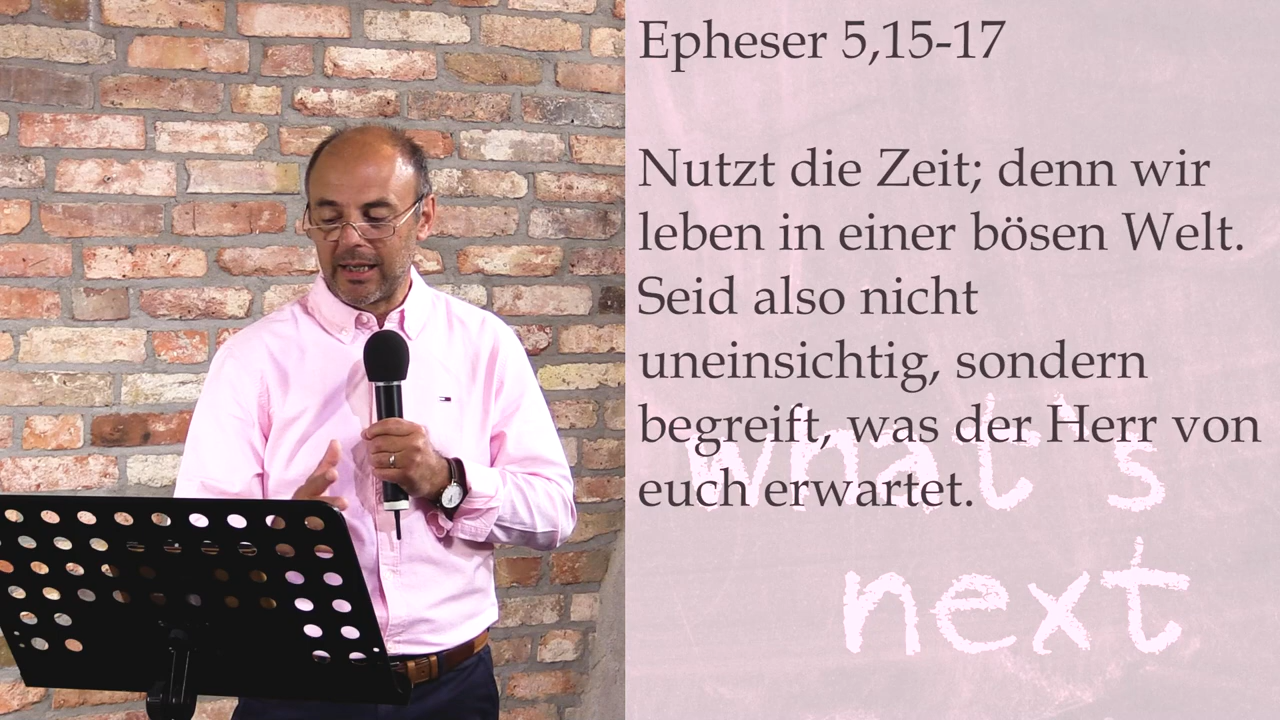 Epheser 5,15-17
Nutzt die Zeit; denn wir
leben in einer bösen Welt.
Seid also nicht
uneinsichtig, sondern
begreift, was der Herr von
euch erwartet.
what's
next